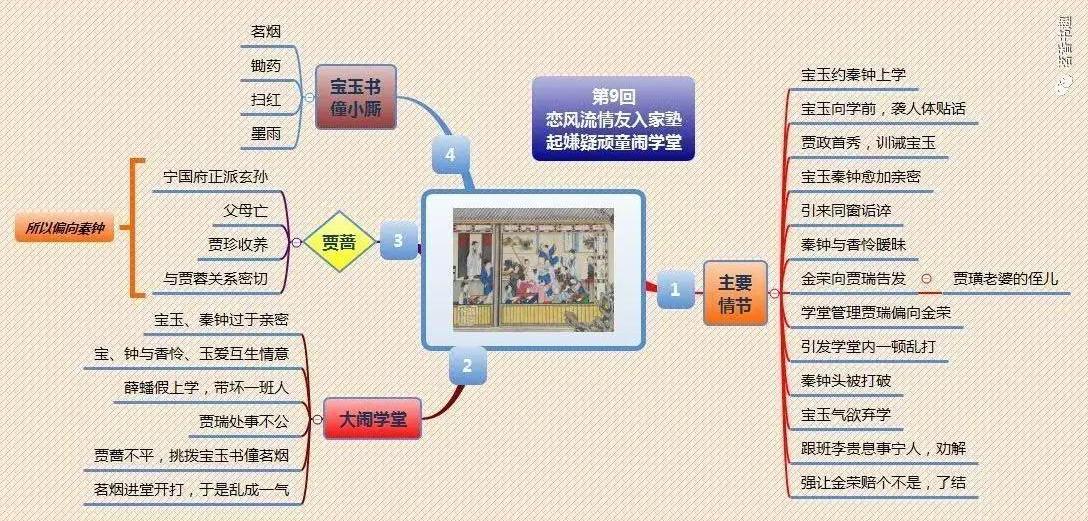 第9回
恋风流情友入家塾
起嫌疑顽童闹学堂
1
主要
情节
宝玉约秦钟上学
宝玉向学前，袭人体贴话
贾政首秀，训诫宝玉
宝玉秦钟愈加亲密
引来同窗诟谇
秦钟与香怜暧昧
金荣向贾瑞告发
贾璜老婆的侄儿
学堂管理贾瑞偏向金荣
引发学堂内一顿乱打
秦钟头被打破
宝玉气欲弃学
跟班李贵息事宁人，劝解
强让金荣赔个不是，了结
2
大闹学堂
宝玉、秦钟过于亲密
宝、钟与香怜、玉爱互生情意
薛蟠假上学，带坏一班人
贾瑞处事不公
贾蔷不平，挑拨宝玉书僮茗烟
茗烟进堂开打，于是乱成一气
3
贾蔷
宁国府正派玄孙
父母亡
贾珍收养
与贾蓉关系密切
所以偏向秦钟
4
宝玉书
僮小厮
茗烟
锄药
扫红
墨雨